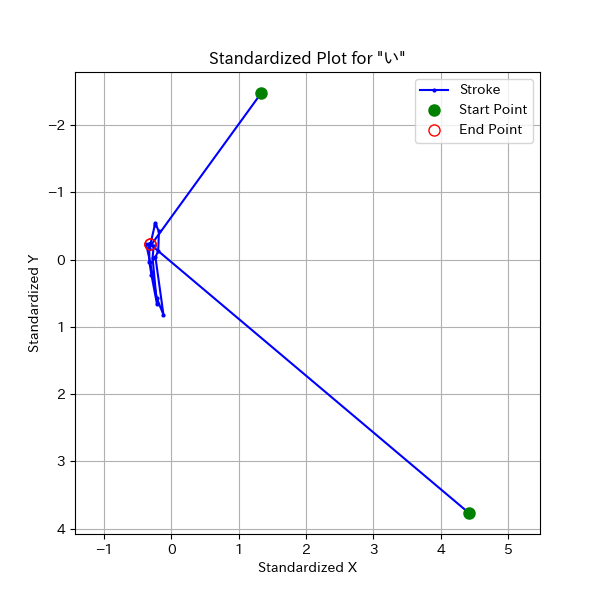 Standardized Plot for "い"
Stroke
Start Point
End Point
Standardized Y
−2
−1
0
1
2
3
4
−1
0
1
2
3
4
5
Standardized X